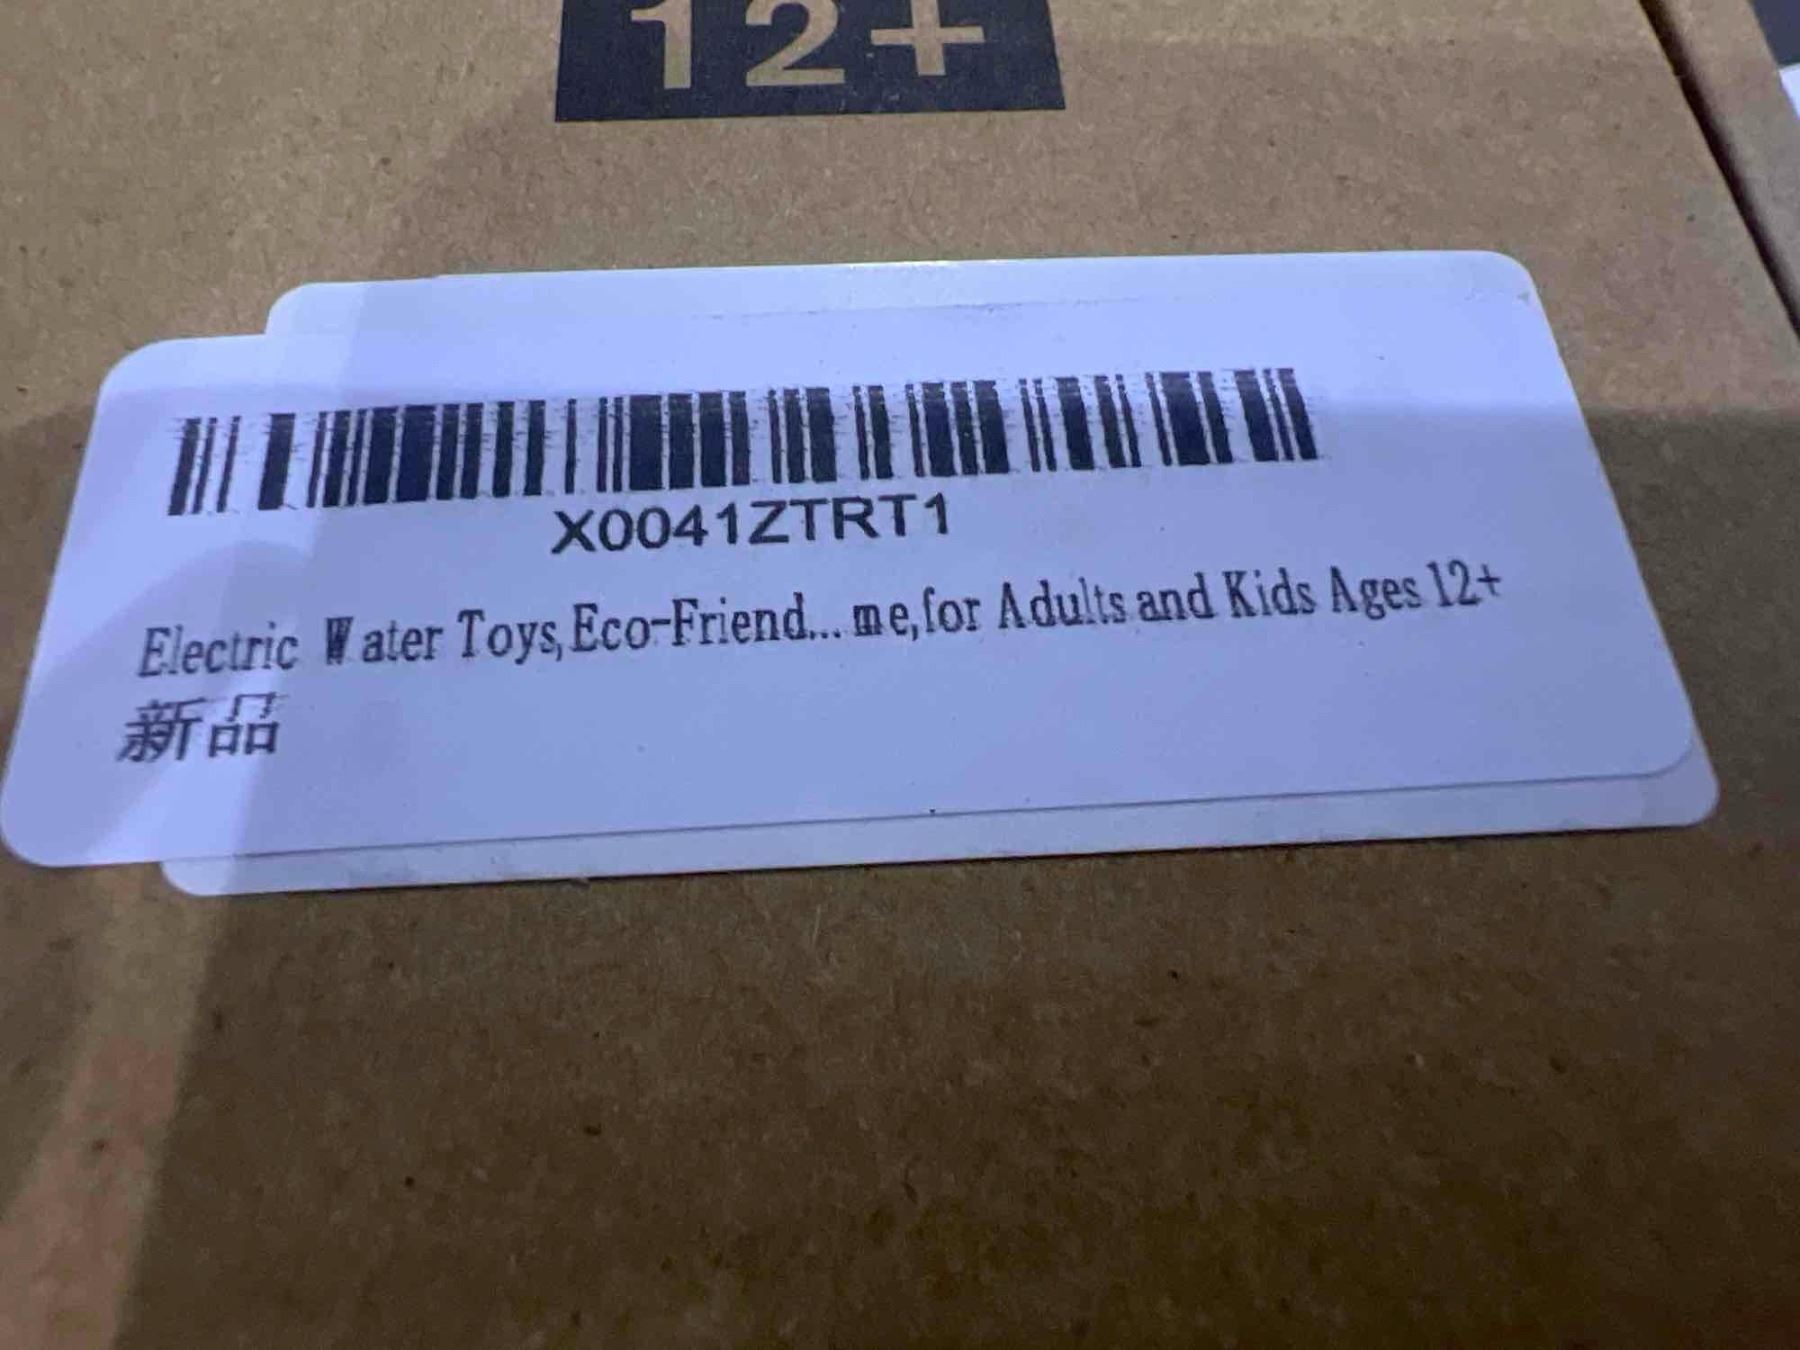 12+
X0041ZTRT1
Electric Water Toys,Eco-Friend... me,for Adults and Kids Ages 12+
新品